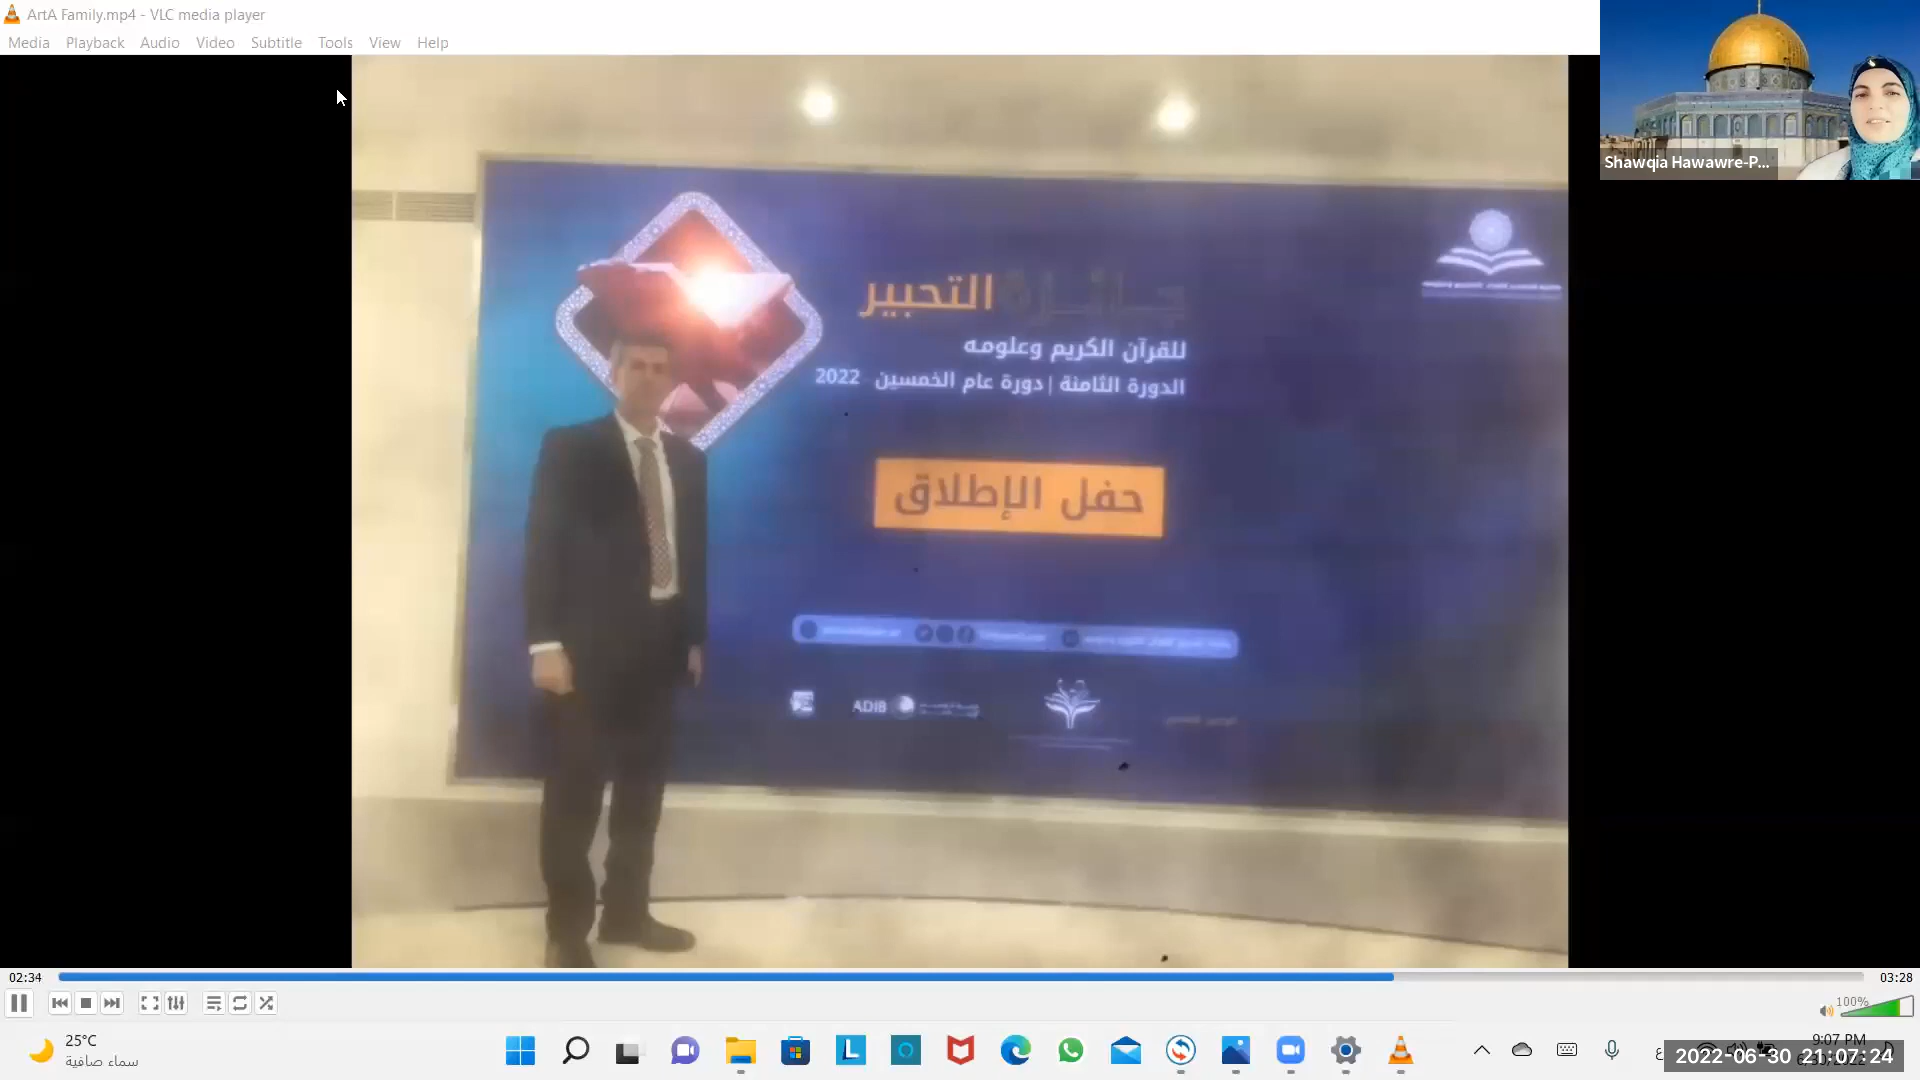 ArtA Family.mp4 - VLC media player
Media Playback Audio Video Subtitle Tools View Help
Shawqia Hawawre-P...
جائزة التحبير
للقرآن الكريم وعلومه
الدورة الثامنة | دورة عام الخمسين 2022
حفل الإطلاق
ADIB
02:34
03:28
100%
25°C
سماء صافية
9:07 PM
2022-06-30 21:07:24